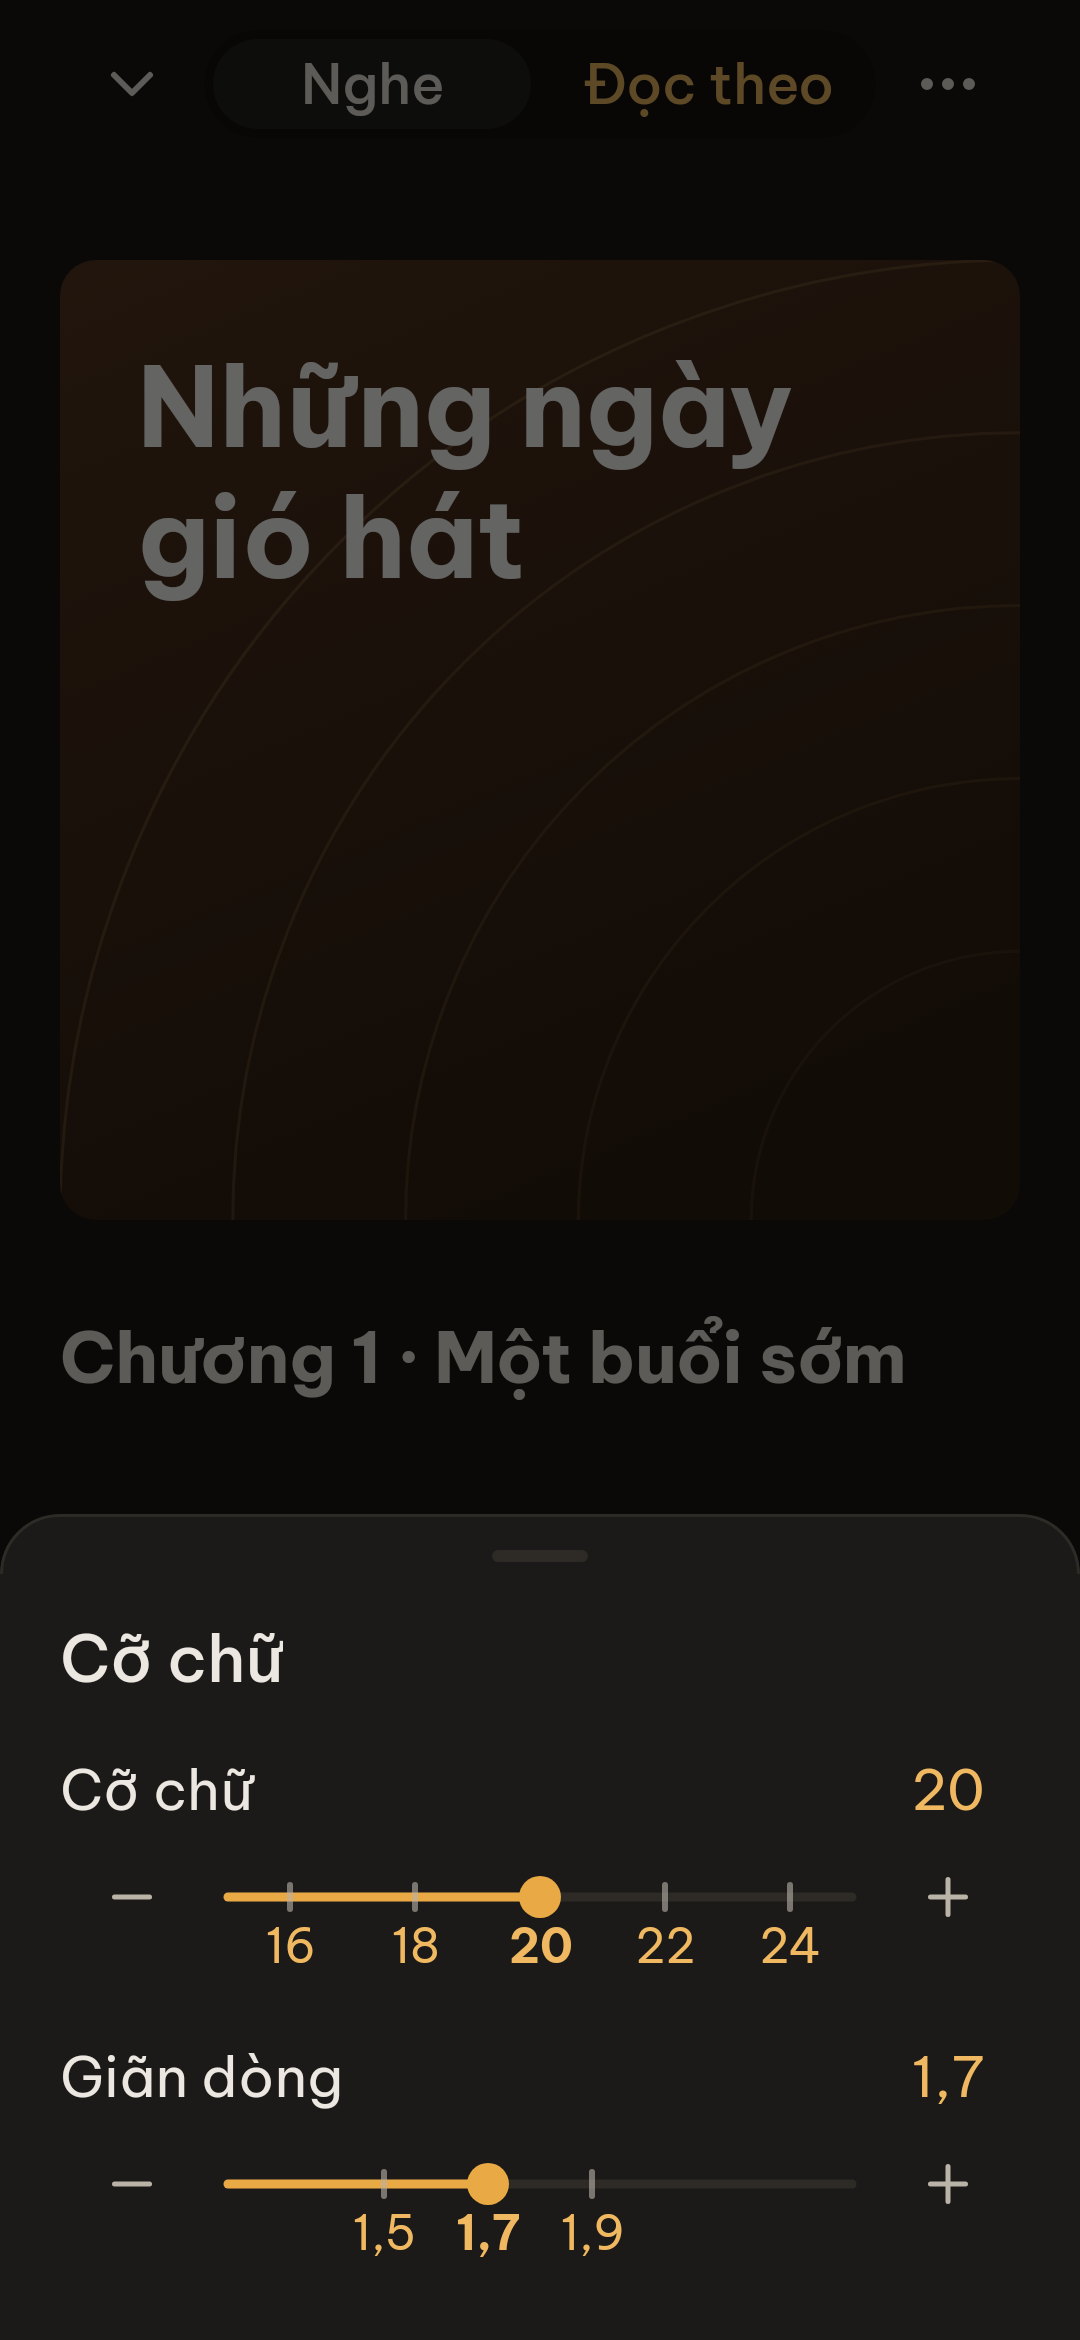 Nghe Đọc theo
Những ngày
gió hát
Chương 1 · Một buổi sớm
Cỡ chữ
Cỡ chữ 20
16 18 20 22 24
Giãn dòng 1,7
1,5 1,7 1,9